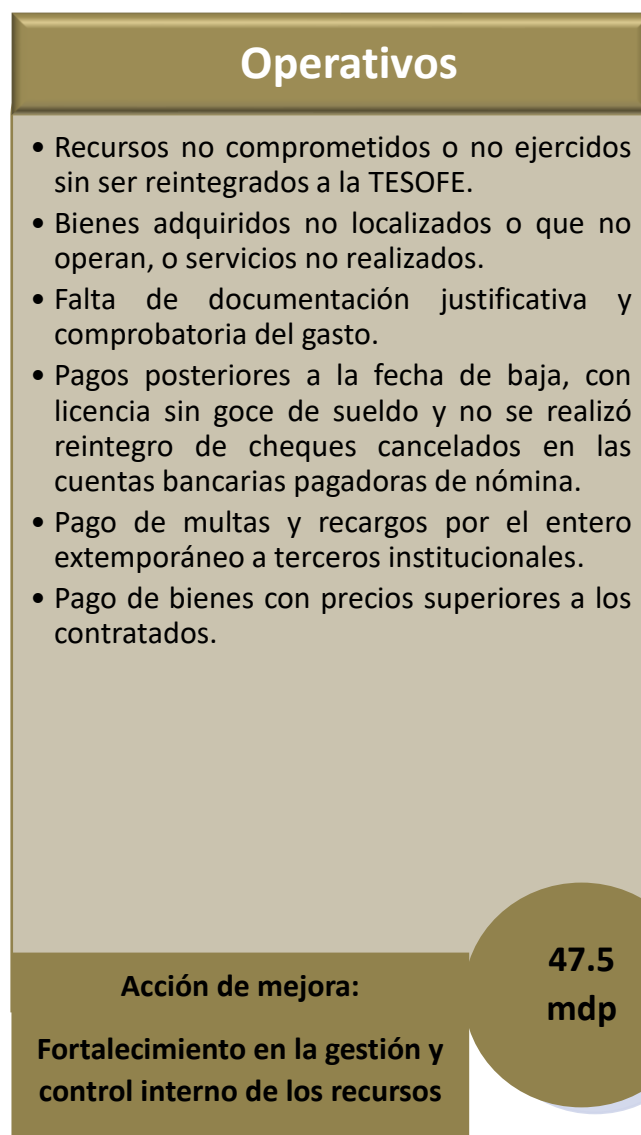 Operativos
• Recursos no comprometidos o no ejercidos
sin ser reintegrados a la TESOFE.
• Bienes adquiridos no localizados o que no
operan, o servicios no realizados.
• Falta de documentación justificativa y
comprobatoria del gasto.
• Pagos posteriores a la fecha de baja, con
licencia sin goce de sueldo y no se realizó
reintegro de cheques cancelados en las
cuentas bancarias pagadoras de nómina.
• Pago de multas y recargos por el entero
extemporáneo a terceros institucionales.
• Pago de bienes con precios superiores a los
contratados.
47.5
mdp
Acción de mejora:
Fortalecimiento en la gestión y
control interno de los recursos